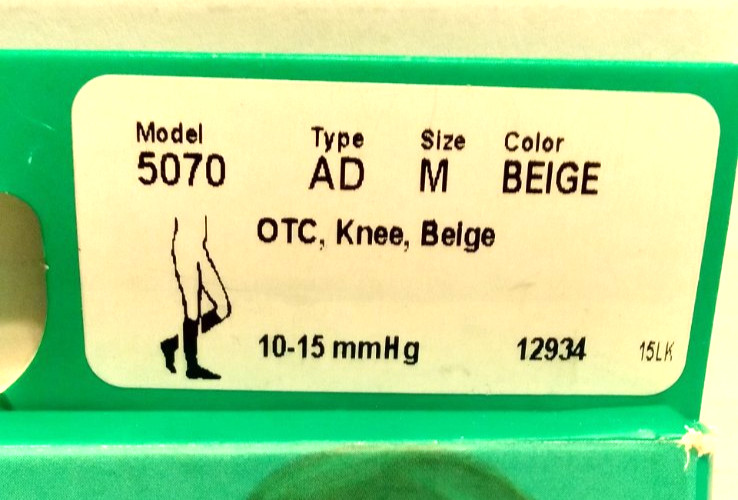 Model Type Size Color
5070 AD M BEIGE
OTC, Knee, Beige
10-15 mmHg 12934 15LK